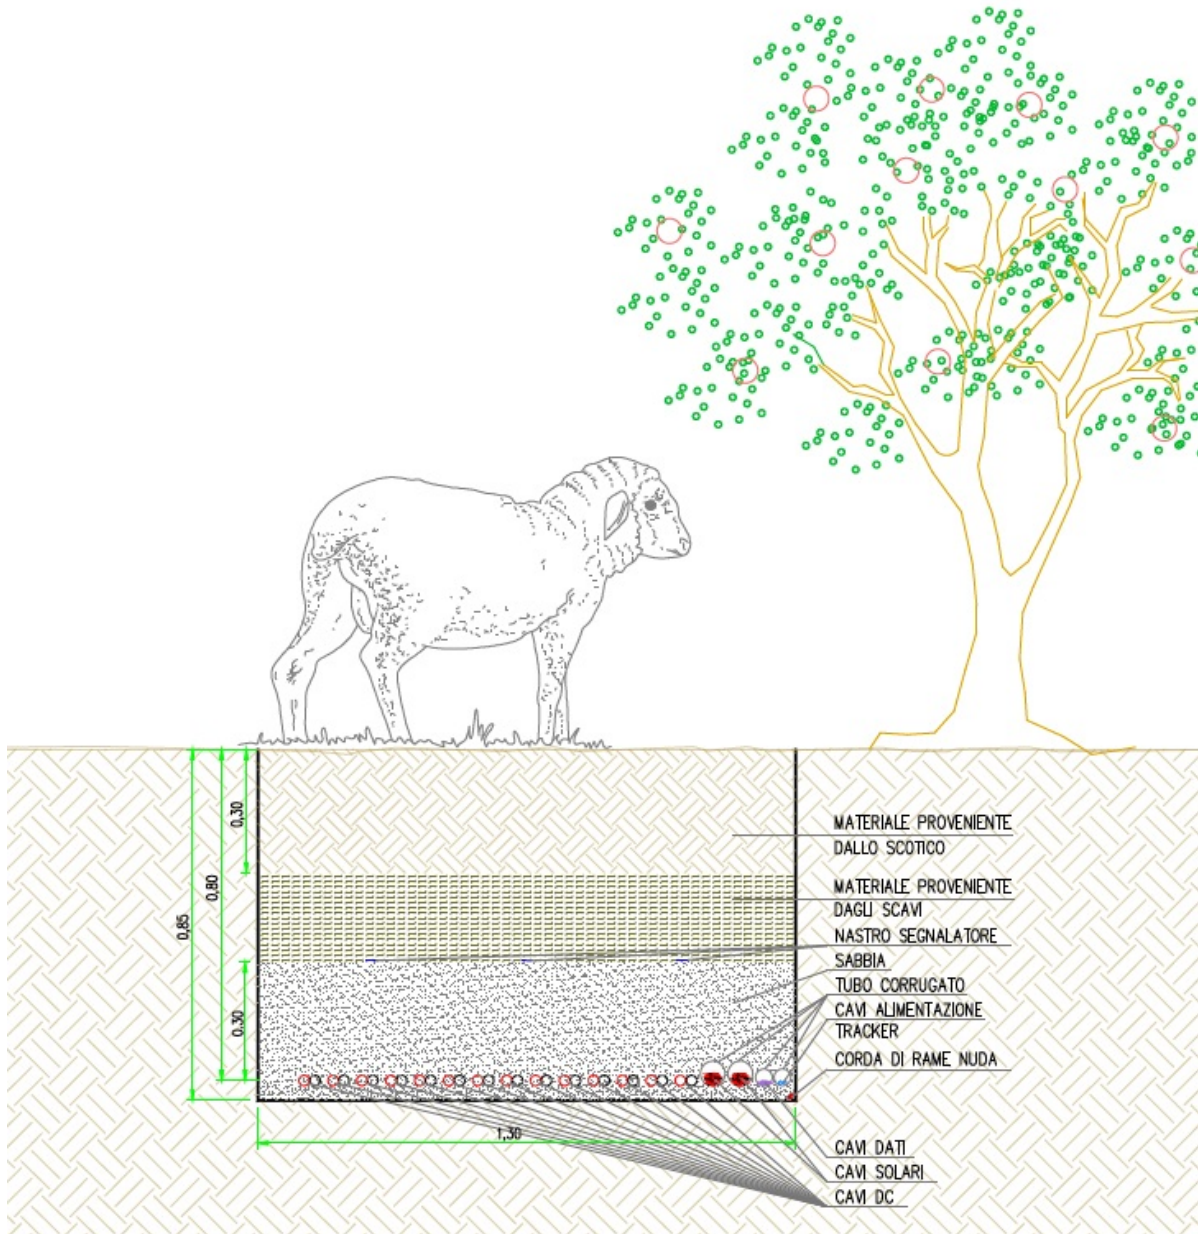 0,30
0,80
0,85
0,30
1,30
MATERIALE PROVENIENTE
DALLO SCOTICO
MATERIALE PROVENIENTE
DAGLI SCAVI
NASTRO SEGNALATORE
SABBIA
TUBO CORRUGATO
CAVI ALIMENTAZIONE
TRACKER
CORDA DI RAME NUDA
CAVI DATI
CAVI SOLARI
CAVI DC